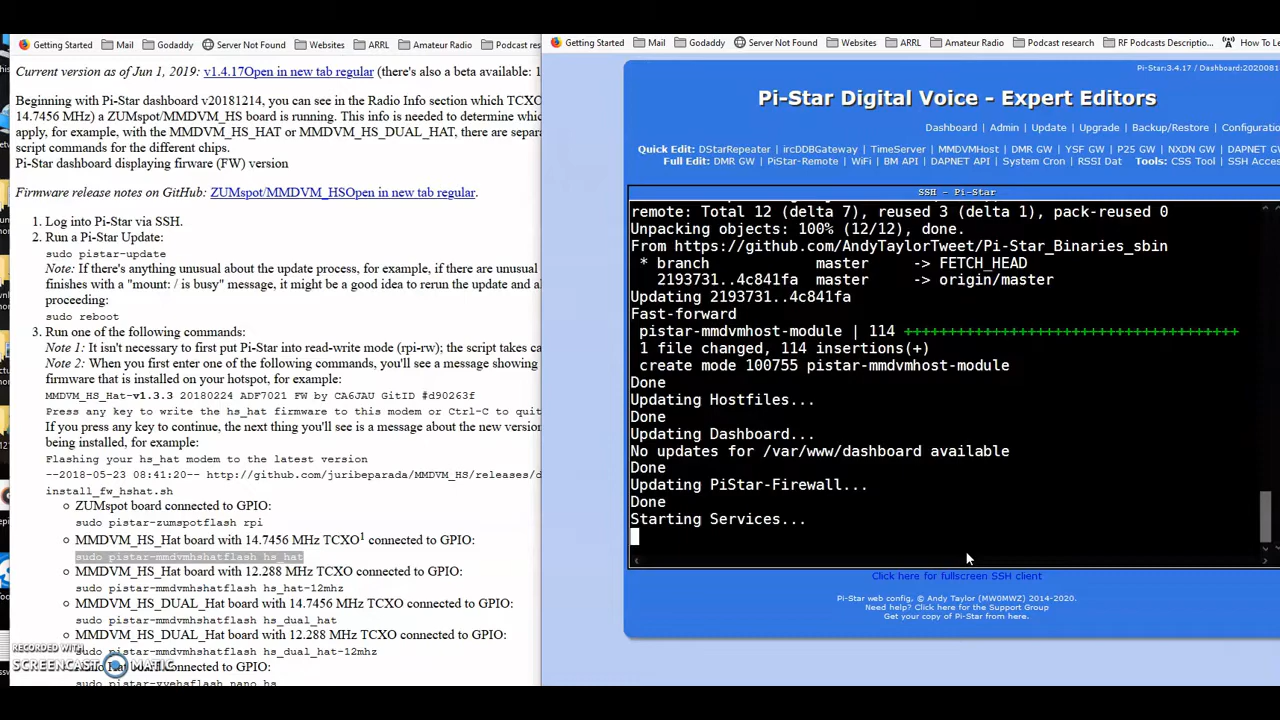 Getting Started Mail Godaddy Server Not Found Websites ARRL Amateur Radio Podcast res
Current version as of Jun 1, 2019: v1.4.17Open in new tab regular (there's also a beta available: 1
Beginning with Pi-Star dashboard v20181214, you can see in the Radio Info section which TCXO
14.7456 MHz) a ZUMspot/MMDVM_HS board is running. This info is needed to determine whic
apply, for example, with the MMDVM_HS_HAT or MMDVM_HS_DUAL_HAT, there are separa
script commands for the different chips.
Pi-Star dashboard displaying firware (FW) version
Firmware release notes on GitHub: ZUMspot/MMDVM_HSOpen in new tab regular.
1. Log into Pi-Star via SSH.
2. Run a Pi-Star Update:
sudo pistar-update
Note: If there's anything unusual about the update process, for example, if there are unusual
finishes with a "mount: / is busy" message, it might be a good idea to rerun the update and al
proceeding:
sudo reboot
3. Run one of the following commands:
Note 1: It isn't necessary to first put Pi-Star into read-write mode (rpi-rw); the script takes c
Note 2: When you first enter one of the following commands, you'll see a message showing
firmware that is installed on your hotspot, for example:
MMDVM_HS_Hat-v1.3.3 20180224 ADF7021 FW by CA6JAU GitID #d90263f
Press any key to write the hs_hat firmware to this modem or Ctrl-C to quit
If you press any key to continue, the next thing you'll see is a message about the new version
being installed, for example:
Flashing your hs_hat modem to the latest version
--2018-05-23 08:41:20-- http://github.com/juribeparada/MMDVM_HS/releases/d
install_fw_hshat.sh
ZUMspot board connected to GPIO:
sudo pistar-zumspotflash rpi
MMDVM_HS_Hat board with 14.7456 MHz TCXO1 connected to GPIO:
sudo pistar-mmdvmhshatflash hs_hat
MMDVM_HS_Hat board with 12.288 MHz TCXO connected to GPIO:
sudo pistar-mmdvmhshatflash hs_hat-12mhz
MMDVM_HS_DUAL_Hat board with 14.7456 MHz TCXO connected to GPIO:
sudo pistar-mmdvmhshatflash hs_dual_hat
MMDVM_HS_DUAL_Hat board with 12.288 MHz TCXO connected to GPIO:
hs_dual_hat-12mhz
connected to GPIO:
nano_hs
RECORDED WITH
SCREENCAST MATIC
Getting Started Mail Godaddy Server Not Found Websites ARRL Amateur Radio Podcast research RF Podcasts Descriptio... How To Le
Pi-Star:3.4.17 / Dashboard:2020081
Pi-Star Digital Voice - Expert Editors
Dashboard | Admin | Update | Upgrade | Backup/Restore | Configuratio
Quick Edit: DStarRepeater | ircDDBGateway | TimeServer | MMDVMHost | DMR GW | YSF GW | P25 GW | NXDN GW | DAPNET G
Full Edit: DMR GW | PiStar-Remote | WiFi | BM API | DAPNET API | System Cron | RSSI Dat Tools: CSS Tool | SSH Acces
SSH - Pi-Star
remote: Total 12 (delta 7), reused 3 (delta 1), pack-reused 0
Unpacking objects: 100% (12/12), done.
From https://github.com/AndyTaylorTweet/Pi-Star_Binaries_sbin
* branch master -> FETCH_HEAD
2193731..4c841fa master -> origin/master
Updating 2193731..4c841fa
Fast-forward
pistar-mmdvmhost-module | 114 ++++++++++++++++++++++++++++++++++++++
1 file changed, 114 insertions(+)
create mode 100755 pistar-mmdvmhost-module
Done
Updating Hostfiles...
Done
Updating Dashboard...
No updates for /var/www/dashboard available
Done
Updating PiStar-Firewall...
Done
Starting Services...
Click here for fullscreen SSH client
Pi-Star web config, © Andy Taylor (MW0MWZ) 2014-2020.
Need help? Click here for the Support Group
Get your copy of Pi-Star from here.